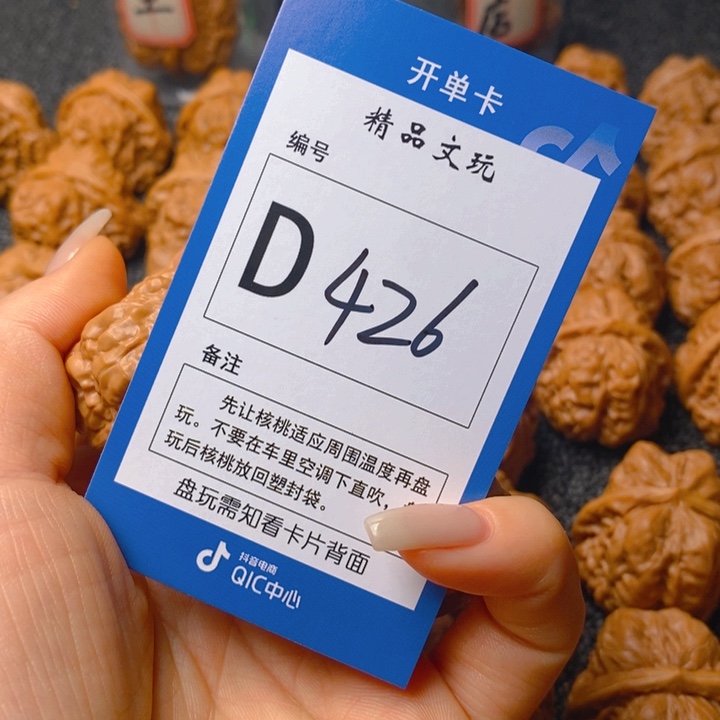 店
开单卡
精品文玩
编号
D426
备注
先让核桃适应周围温度再盘
玩。不要在车里空调下直吹,
玩后核桃放回塑封袋。
盘玩需知看卡片背面
抖音电商
QIC中心